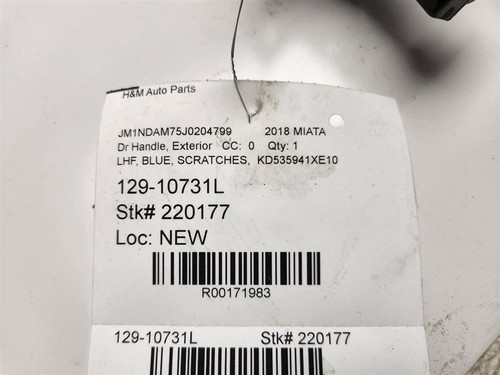 H&M Auto Parts
JM1NDAM75J0204799 2018 MIATA
Dr Handle, Exterior CC: 0 Qty: 1
LHF, BLUE, SCRATCHES, KD535941XE10
129-10731L
Stk# 220177
Loc: NEW
R00171983
129-10731L Stk# 220177